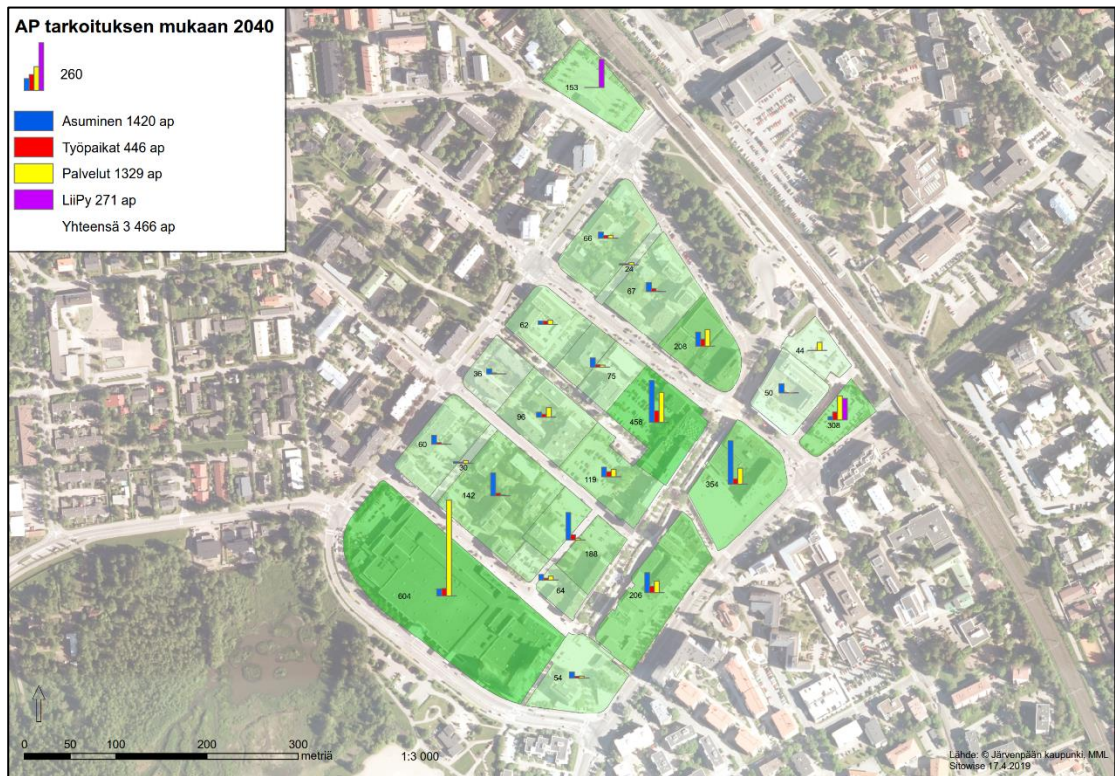 AP tarkoituksen mukaan 2040
260
Asuminen 1420 ap
Työpaikat 446 ap
Palvelut 1329 ap
LiiPy 271 ap
Yhteensä 3 466 ap
153
66
24
67
62
208
44
36
75
50
96
458
308
60
30
119
354
142
188
64
206
604
54
0 50 100 200 300
metriä
1:3 000
Lähde: © Järvenpään kaupunki, MML
Sitowise 17.4.2019